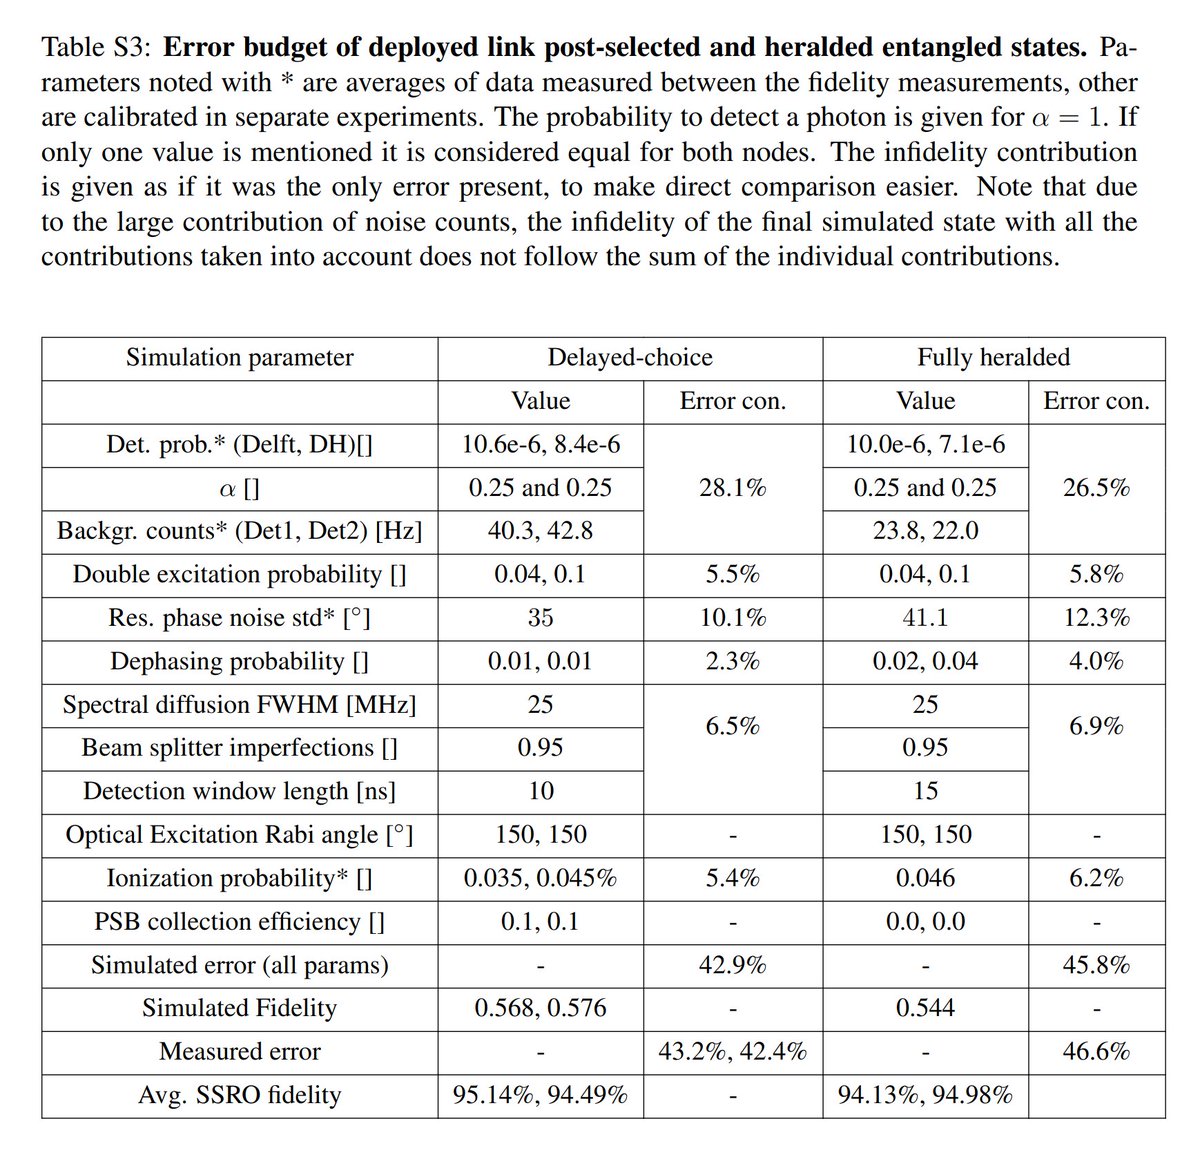 Table S3: Error budget of deployed link post-selected and heralded entangled states. Pa-
rameters noted with * are averages of data measured between the fidelity measurements, other
are calibrated in separate experiments. The probability to detect a photon is given for α = 1. If
only one value is mentioned it is considered equal for both nodes. The infidelity contribution
is given as if it was the only error present, to make direct comparison easier. Note that due
to the large contribution of noise counts, the infidelity of the final simulated state with all the
contributions taken into account does not follow the sum of the individual contributions.
Simulation parameter Delayed-choice Fully heralded
Value Error con. Value Error con.
Det. prob.* (Delft, DH)[] 10.6e-6, 8.4e-6 10.0e-6, 7.1e-6
α [] 0.25 and 0.25 28.1% 0.25 and 0.25 26.5%
Backgr. counts* (Det1, Det2) [Hz] 40.3, 42.8 23.8, 22.0
Double excitation probability [] 0.04, 0.1 5.5% 0.04, 0.1 5.8%
Res. phase noise std* [°] 35 10.1% 41.1 12.3%
Dephasing probability [] 0.01, 0.01 2.3% 0.02, 0.04 4.0%
Spectral diffusion FWHM [MHz] 25 25
6.5% 6.9%
Beam splitter imperfections [] 0.95 0.95
Detection window length [ns] 10 15
Optical Excitation Rabi angle [°] 150, 150 - 150, 150 -
Ionization probability* [] 0.035, 0.045% 5.4% 0.046 6.2%
PSB collection efficiency [] 0.1, 0.1 - 0.0, 0.0 -
Simulated error (all params) - 42.9% - 45.8%
Simulated Fidelity 0.568, 0.576 - 0.544 -
Measured error - 43.2%, 42.4% - 46.6%
Avg. SSRO fidelity 95.14%, 94.49% - 94.13%, 94.98%